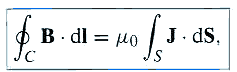 ∮_C B · dl = μ₀ ∫_S J · dS,